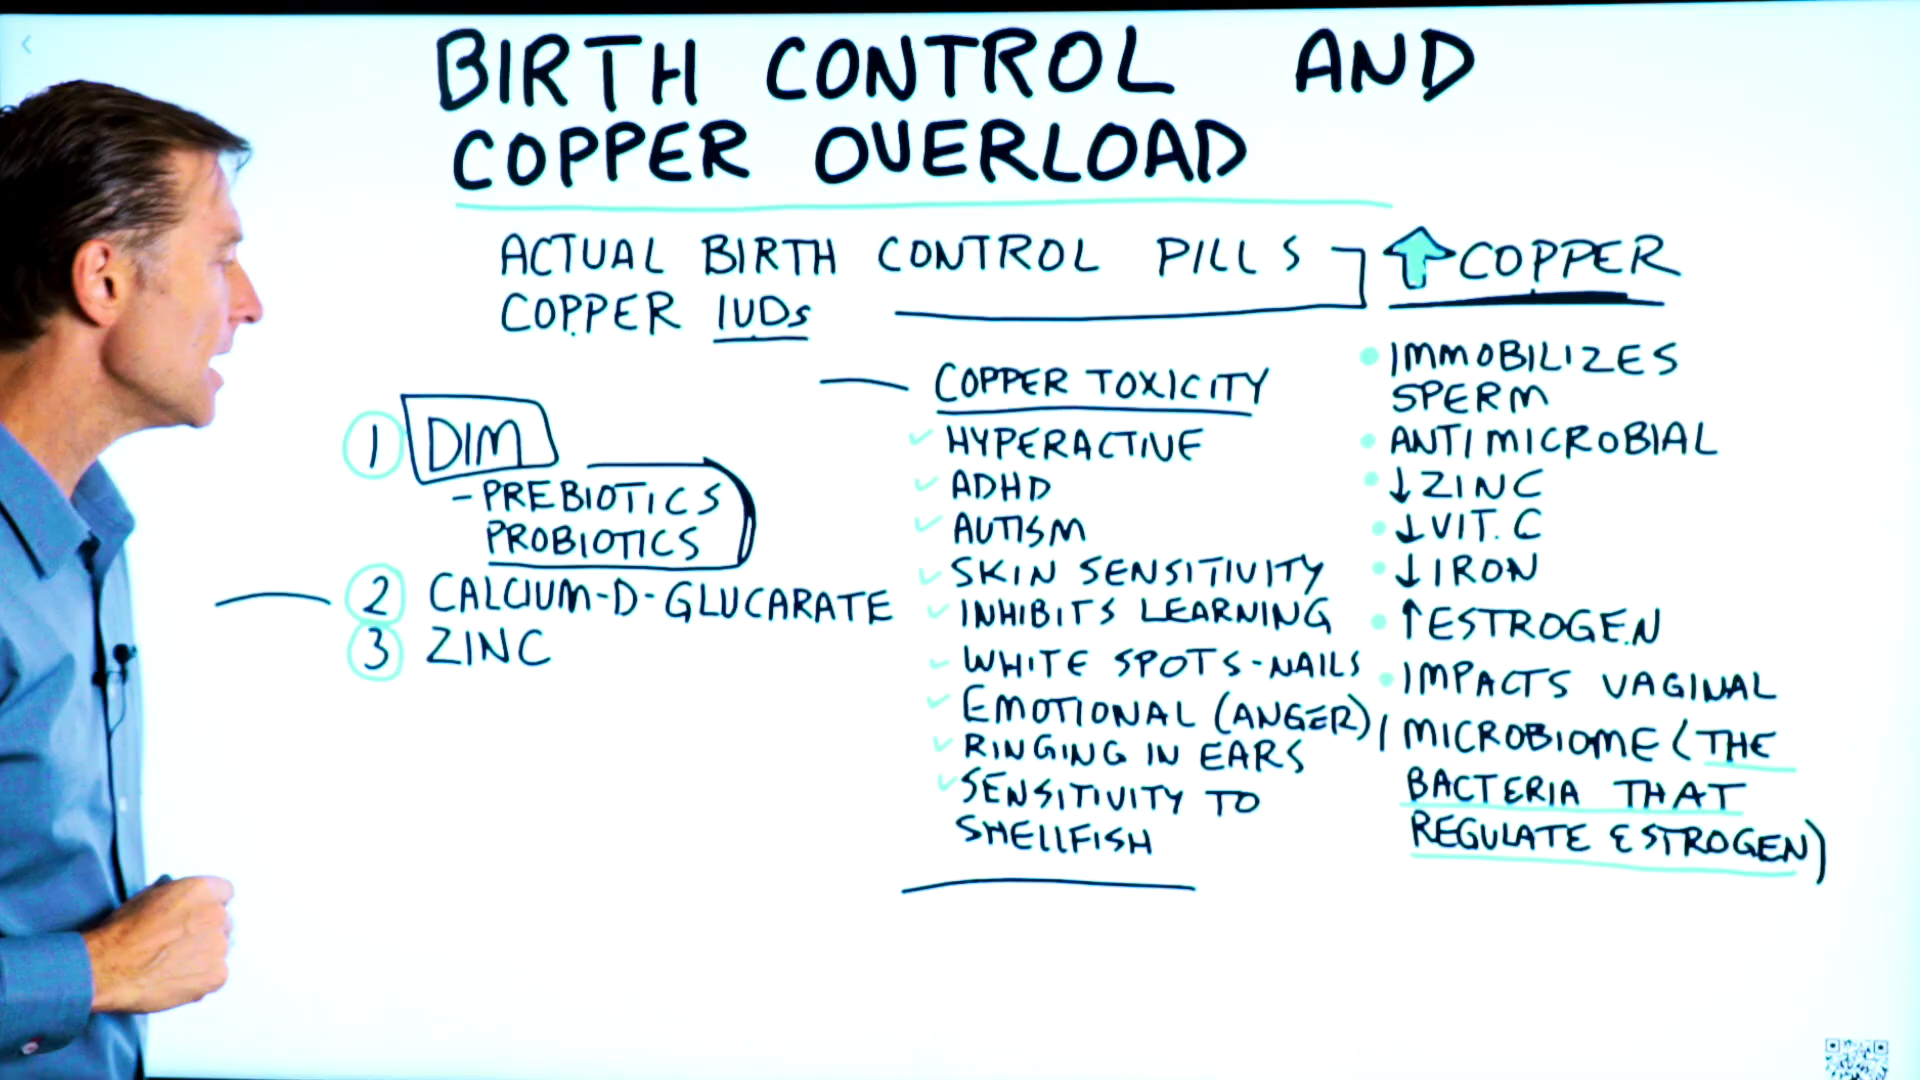 BIRTH CONTROL AND
COPPER OVERLOAD
ACTUAL BIRTH CONTROL PILLS
COPPER IUDs
↑ COPPER
1 DIM
- PREBIOTICS
PROBIOTICS
2 CALCIUM-D-GLUCARATE
3 ZINC
COPPER TOXICITY
✓ HYPERACTIVE
✓ ADHD
✓ AUTISM
✓ SKIN SENSITIVITY
✓ INHIBITS LEARNING
✓ WHITE SPOTS-NAILS
✓ EMOTIONAL (ANGER)
✓ RINGING IN EARS
✓ SENSITIVITY TO
SHELLFISH
• IMMOBILIZES
SPERM
• ANTIMICROBIAL
• ↓ ZINC
• ↓ VIT. C
• ↓ IRON
• ↑ ESTROGEN
• IMPACTS VAGINAL
MICROBIOME (THE
BACTERIA THAT
REGULATE ESTROGEN)